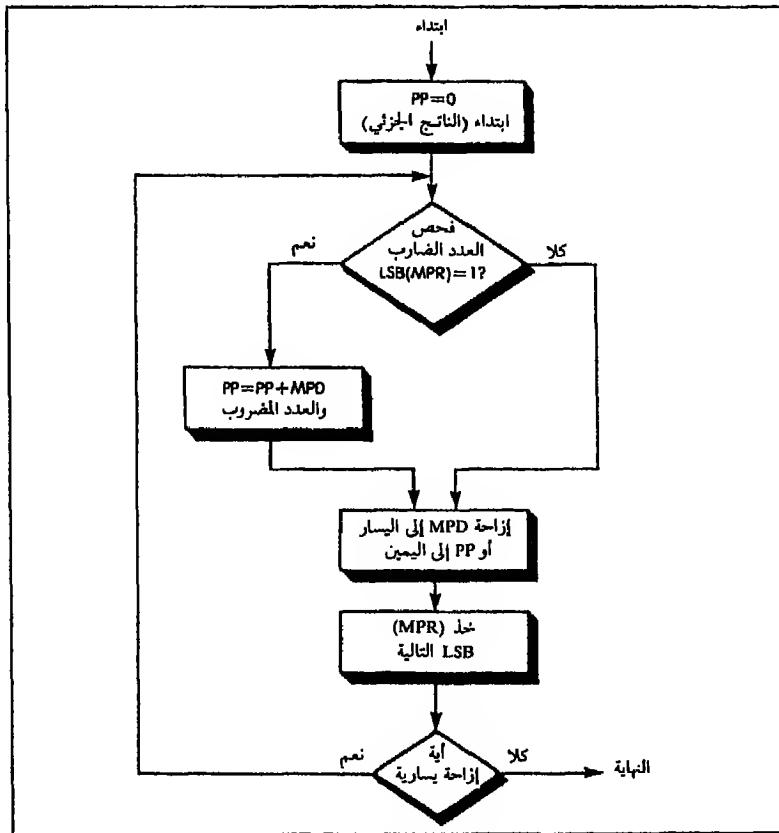 ابتداء
PP=0
ابتداء (الناتج الجزئي)
فحص
العدد الضارب
LSB(MPR)=1?
نعم
كلا
PP=PP+MPD
والعدد المضروب
إزاحة MPD إلى اليسار
أو PP إلى اليمين
خذ (MPR)
LSB التالية
أية
إزاحة يسارية
نعم
كلا
النهاية